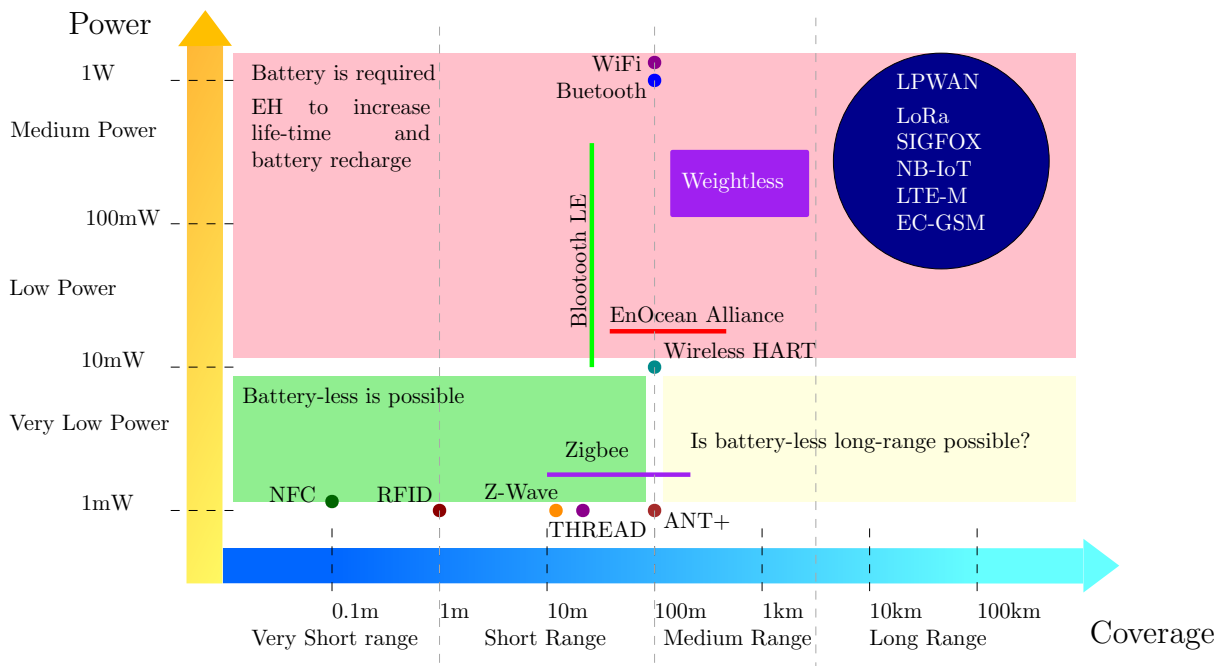 Power
1W
Battery is required
WiFi
Buetooth
LPWAN
EH to increase
life-time and
battery recharge
LoRa
SIGFOX
NB-IoT
LTE-M
EC-GSM
Medium Power
Weightless
100mW
Blootooth LE
Low Power
EnOcean Alliance
Wireless HART
10mW
Battery-less is possible
Very Low Power
Is battery-less long-range possible?
Zigbee
NFC
RFID
Z-Wave
1mW
THREAD
ANT+
0.1m
1m
10m
100m
1km
10km
100km
Very Short range
Short Range
Medium Range
Long Range
Coverage